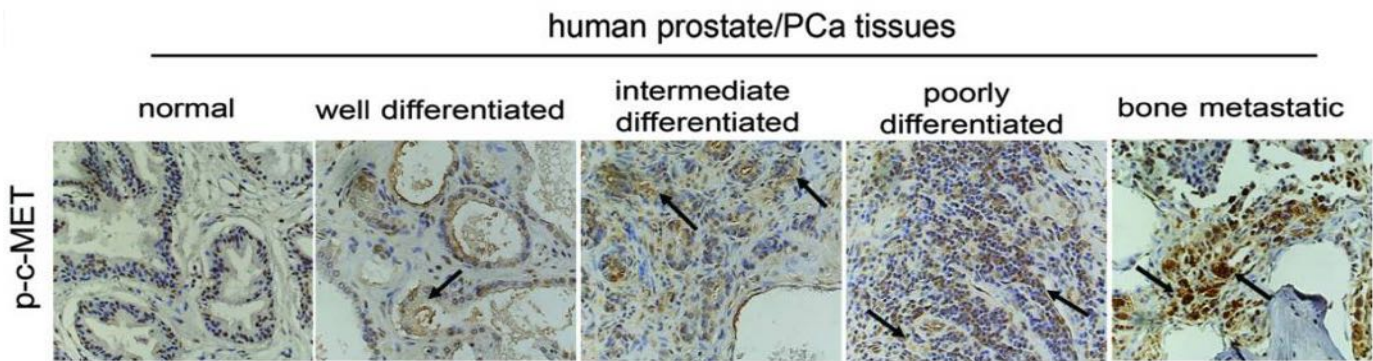 human prostate/PCa tissues
normal
well differentiated
intermediate
differentiated
poorly
differentiated
bone metastatic
p-c-MET